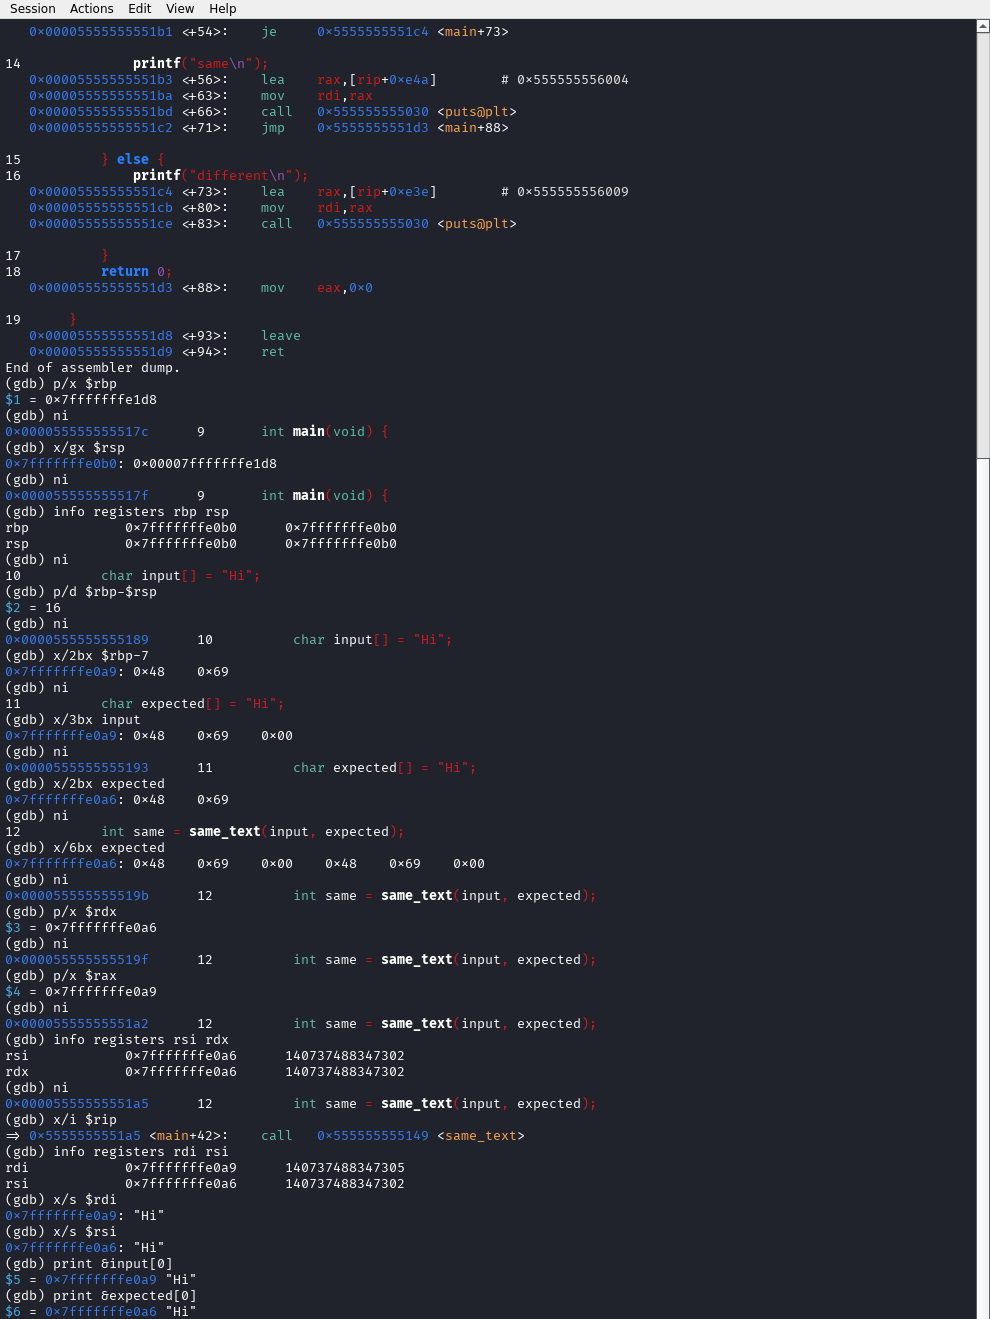 Session Actions Edit View Help
0x00005555555551b1 <+54>: je 0x5555555551c4 <main+73>
14 printf("same\n");
0x00005555555551b3 <+56>: lea rax,[rip+0xe4a] # 0x555555556004
0x00005555555551ba <+63>: mov rdi,rax
0x00005555555551bd <+66>: call 0x555555555030 <puts@plt>
0x00005555555551c2 <+71>: jmp 0x5555555551d3 <main+88>
15 } else {
16 printf("different\n");
0x00005555555551c4 <+73>: lea rax,[rip+0xe3e] # 0x555555556009
0x00005555555551cb <+80>: mov rdi,rax
0x00005555555551ce <+83>: call 0x555555555030 <puts@plt>
17 }
18 return 0;
0x00005555555551d3 <+88>: mov eax,0x0
19 }
0x00005555555551d8 <+93>: leave
0x00005555555551d9 <+94>: ret
End of assembler dump.
(gdb) p/x $rbp
$1 = 0x7fffffffe1d8
(gdb) ni
0x000055555555517c 9 int main(void) {
(gdb) x/gx $rsp
0x7fffffffe0b0: 0x00007fffffffe1d8
(gdb) ni
0x000055555555517f 9 int main(void) {
(gdb) info registers rbp rsp
rbp 0x7fffffffe0b0 0x7fffffffe0b0
rsp 0x7fffffffe0b0 0x7fffffffe0b0
(gdb) ni
10 char input[] = "Hi";
(gdb) p/d $rbp-$rsp
$2 = 16
(gdb) ni
0x0000555555555189 10 char input[] = "Hi";
(gdb) x/2bx $rbp-7
0x7fffffffe0a9: 0x48 0x69
(gdb) ni
11 char expected[] = "Hi";
(gdb) x/3bx input
0x7fffffffe0a9: 0x48 0x69 0x00
(gdb) ni
0x0000555555555193 11 char expected[] = "Hi";
(gdb) x/2bx expected
0x7fffffffe0a6: 0x48 0x69
(gdb) ni
12 int same = same_text(input, expected);
(gdb) x/6bx expected
0x7fffffffe0a6: 0x48 0x69 0x00 0x48 0x69 0x00
(gdb) ni
0x000055555555519b 12 int same = same_text(input, expected);
(gdb) p/x $rdx
$3 = 0x7fffffffe0a6
(gdb) ni
0x000055555555519f 12 int same = same_text(input, expected);
(gdb) p/x $rax
$4 = 0x7fffffffe0a9
(gdb) ni
0x00005555555551a2 12 int same = same_text(input, expected);
(gdb) info registers rsi rdx
rsi 0x7fffffffe0a6 140737488347302
rdx 0x7fffffffe0a6 140737488347302
(gdb) ni
0x00005555555551a5 12 int same = same_text(input, expected);
(gdb) x/i $rip
=> 0x5555555551a5 <main+42>: call 0x555555555149 <same_text>
(gdb) info registers rdi rsi
rdi 0x7fffffffe0a9 140737488347305
rsi 0x7fffffffe0a6 140737488347302
(gdb) x/s $rdi
0x7fffffffe0a9: "Hi"
(gdb) x/s $rsi
0x7fffffffe0a6: "Hi"
(gdb) print &input[0]
$5 = 0x7fffffffe0a9 "Hi"
(gdb) print &expected[0]
$6 = 0x7fffffffe0a6 "Hi"